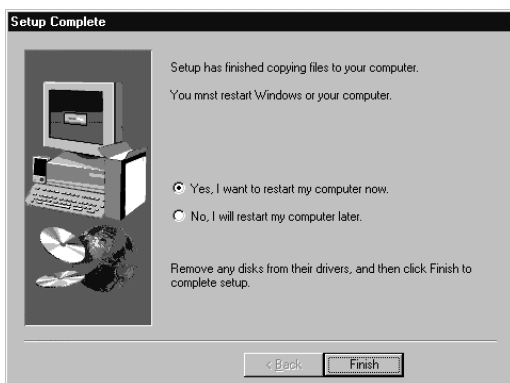 Setup Complete
Setup has finished copying files to your computer.
You mnst restart Windows or your computer.
Yes, I want to restart my computer now.
No, I will restart my computer later.
Remove any disks from their drivers, and then click Finish to
complete setup.
< Back
Finish